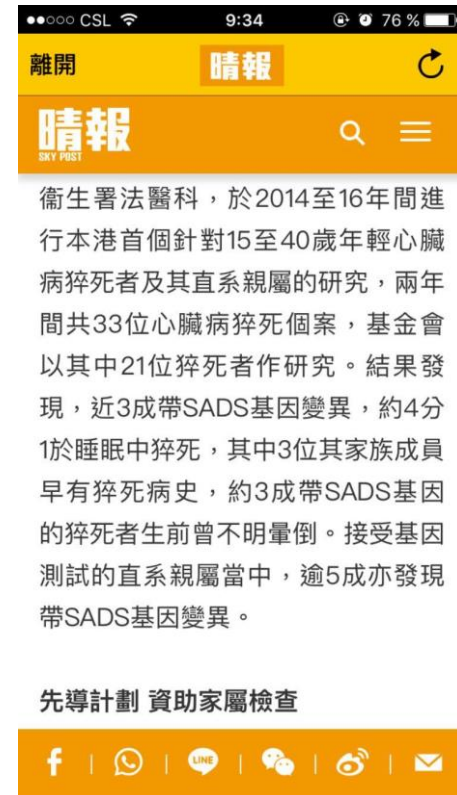 CSL 9:34 76 %
離開 晴報
晴報
SKY POST
衞生署法醫科，於2014至16年間進
行本港首個針對15至40歲年輕心臟
病猝死者及其直系親屬的研究，兩年
間共33位心臟病猝死個案，基金會
以其中21位猝死者作研究。結果發
現，近3成帶SADS基因變異，約4分
1於睡眠中猝死，其中3位其家族成員
早有猝死病史，約3成帶SADS基因
的猝死者生前曾不明暈倒。接受基因
測試的直系親屬當中，逾5成亦發現
帶SADS基因變異。
先導計劃 資助家屬檢查
f LINE